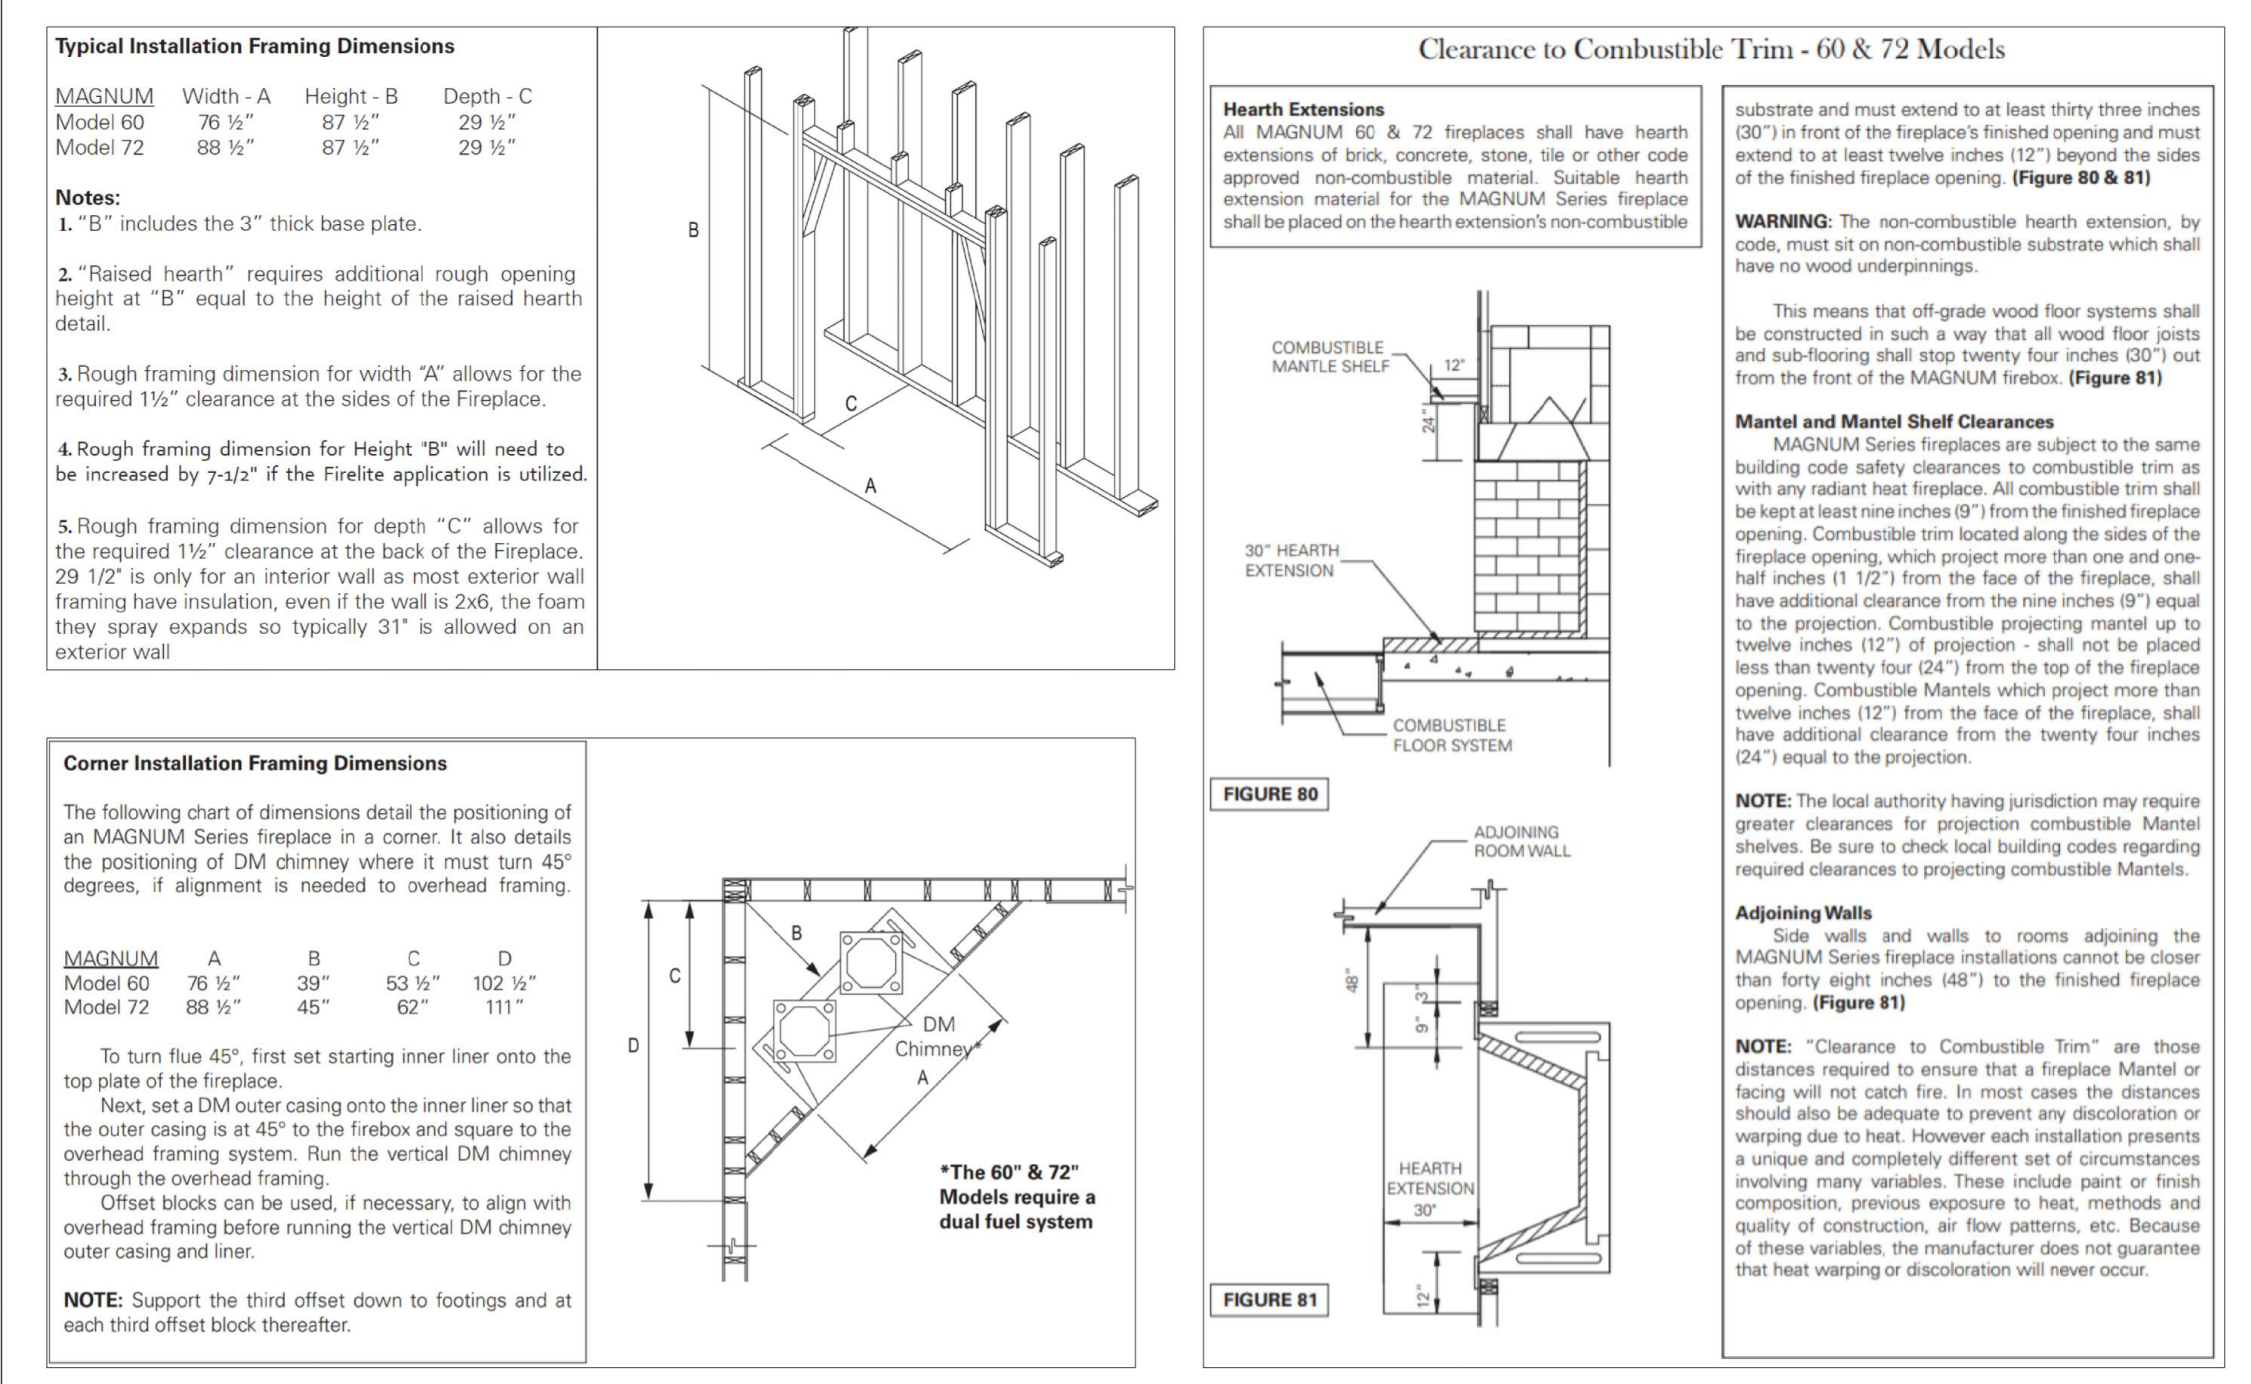 Typical Installation Framing Dimensions
MAGNUM Width - A Height - B Depth - C
Model 60 76 ½” 87 ½” 29 ½”
Model 72 88 ½” 87 ½” 29 ½”
Notes:
1. “B” includes the 3” thick base plate.
2. “Raised hearth” requires additional rough opening
height at “B” equal to the height of the raised hearth
detail.
3. Rough framing dimension for width “A” allows for the
required 1½” clearance at the sides of the Fireplace.
4. Rough framing dimension for Height "B" will need to
be increased by 7-1/2" if the Firelite application is utilized.
5. Rough framing dimension for depth “C” allows for
the required 1½” clearance at the back of the Fireplace.
29 1/2" is only for an interior wall as most exterior wall
framing have insulation, even if the wall is 2x6, the foam
they spray expands so typically 31" is allowed on an
exterior wall
B
C
A
Corner Installation Framing Dimensions
The following chart of dimensions detail the positioning of
an MAGNUM Series fireplace in a corner. It also details
the positioning of DM chimney where it must turn 45°
degrees, if alignment is needed to overhead framing.
MAGNUM A B C D
Model 60 76 ½” 39” 53 ½” 102 ½”
Model 72 88 ½” 45” 62” 111”
To turn flue 45°, first set starting inner liner onto the
top plate of the fireplace.
Next, set a DM outer casing onto the inner liner so that
the outer casing is at 45° to the firebox and square to the
overhead framing system. Run the vertical DM chimney
through the overhead framing.
Offset blocks can be used, if necessary, to align with
overhead framing before running the vertical DM chimney
outer casing and liner.
NOTE: Support the third offset down to footings and at
each third offset block thereafter.
B
C
D
DM
Chimney*
A
*The 60" & 72"
Models require a
dual fuel system
Clearance to Combustible Trim - 60 & 72 Models
Hearth Extensions
All MAGNUM 60 & 72 fireplaces shall have hearth
extensions of brick, concrete, stone, tile or other code
approved non-combustible material. Suitable hearth
extension material for the MAGNUM Series fireplace
shall be placed on the hearth extension’s non-combustible
COMBUSTIBLE
MANTLE SHELF
12"
24"
30” HEARTH
EXTENSION
COMBUSTIBLE
FLOOR SYSTEM
FIGURE 80
ADJOINING
ROOM WALL
48"
3"
9"
HEARTH
EXTENSION
30"
12"
FIGURE 81
substrate and must extend to at least thirty three inches
(30”) in front of the fireplace’s finished opening and must
extend to at least twelve inches (12”) beyond the sides
of the finished fireplace opening. (Figure 80 & 81)
WARNING: The non-combustible hearth extension, by
code, must sit on non-combustible substrate which shall
have no wood underpinnings.
This means that off-grade wood floor systems shall
be constructed in such a way that all wood floor joists
and sub-flooring shall stop twenty four inches (30”) out
from the front of the MAGNUM firebox. (Figure 81)
Mantel and Mantel Shelf Clearances
MAGNUM Series fireplaces are subject to the same
building code safety clearances to combustible trim as
with any radiant heat fireplace. All combustible trim shall
be kept at least nine inches (9”) from the finished fireplace
opening. Combustible trim located along the sides of the
fireplace opening, which project more than one and one-
half inches (1 1/2”) from the face of the fireplace, shall
have additional clearance from the nine inches (9”) equal
to the projection. Combustible projecting mantel up to
twelve inches (12”) of projection - shall not be placed
less than twenty four (24”) from the top of the fireplace
opening. Combustible Mantels which project more than
twelve inches (12”) from the face of the fireplace, shall
have additional clearance from the twenty four inches
(24”) equal to the projection.
NOTE: The local authority having jurisdiction may require
greater clearances for projection combustible Mantel
shelves. Be sure to check local building codes regarding
required clearances to projecting combustible Mantels.
Adjoining Walls
Side walls and walls to rooms adjoining the
MAGNUM Series fireplace installations cannot be closer
than forty eight inches (48”) to the finished fireplace
opening. (Figure 81)
NOTE: “Clearance to Combustible Trim” are those
distances required to ensure that a fireplace Mantel or
facing will not catch fire. In most cases the distances
should also be adequate to prevent any discoloration or
warping due to heat. However each installation presents
a unique and completely different set of circumstances
involving many variables. These include paint or finish
composition, previous exposure to heat, methods and
quality of construction, air flow patterns, etc. Because
of these variables, the manufacturer does not guarantee
that heat warping or discoloration will never occur.